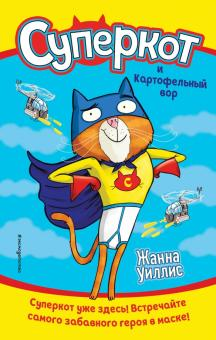 Суперкот
и Картофельный
вор
С
Жанна
Уиллис
Суперкот уже здесь! Встречайте
самого забавного героя в маске!